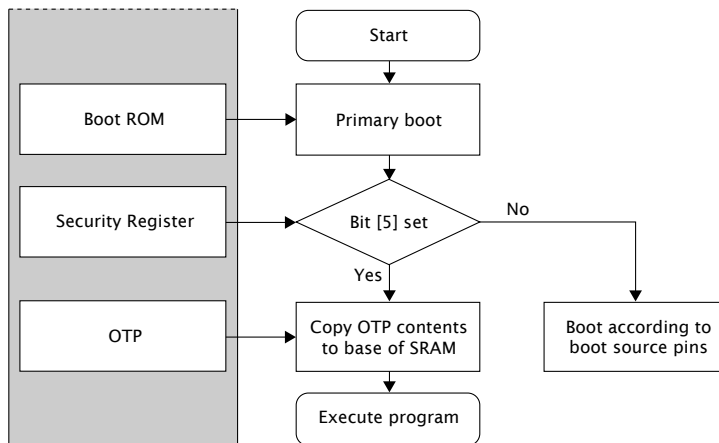 Start
Boot ROM
Primary boot
Security Register
Bit [5] set
No
Yes
OTP
Copy OTP contents
to base of SRAM
Boot according to
boot source pins
Execute program